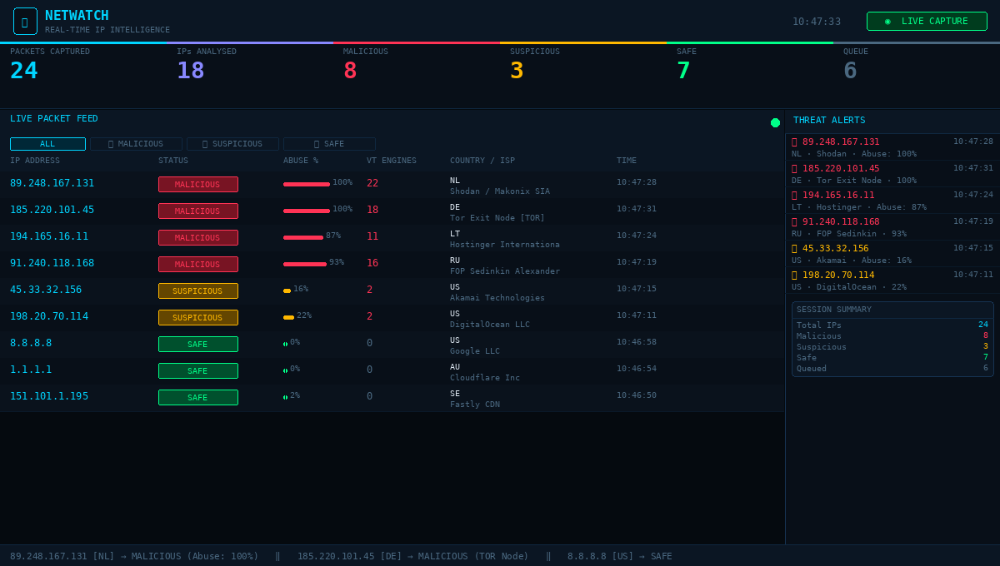 NETWATCH
REAL-TIME IP INTELLIGENCE
10:47:33
LIVE CAPTURE
PACKETS CAPTURED
24
IPs ANALYSED
18
MALICIOUS
8
SUSPICIOUS
3
SAFE
7
QUEUE
6
LIVE PACKET FEED
ALL
MALICIOUS
SUSPICIOUS
SAFE
IP ADDRESS STATUS ABUSE % VT ENGINES COUNTRY / ISP TIME
89.248.167.131 MALICIOUS 100% 22 NL 10:47:28
Shodan / Makonix SIA
185.220.101.45 MALICIOUS 100% 18 DE 10:47:31
Tor Exit Node [TOR]
194.165.16.11 MALICIOUS 87% 11 LT 10:47:24
Hostinger Internationa
91.240.118.168 MALICIOUS 93% 16 RU 10:47:19
FOP Sedinkin Alexander
45.33.32.156 SUSPICIOUS 16% 2 US 10:47:15
Akamai Technologies
198.20.70.114 SUSPICIOUS 22% 2 US 10:47:11
DigitalOcean LLC
8.8.8.8 SAFE 0% 0 US 10:46:58
Google LLC
1.1.1.1 SAFE 0% 0 AU 10:46:54
Cloudflare Inc
151.101.1.195 SAFE 2% 0 SE 10:46:50
Fastly CDN
THREAT ALERTS
89.248.167.131 10:47:28
NL · Shodan · Abuse: 100%
185.220.101.45 10:47:31
DE · Tor Exit Node · 100%
194.165.16.11 10:47:24
LT · Hostinger · Abuse: 87%
91.240.118.168 10:47:19
RU · FOP Sedinkin · 93%
45.33.32.156 10:47:15
US · Akamai · Abuse: 16%
198.20.70.114 10:47:11
US · DigitalOcean · 22%
SESSION SUMMARY
Total IPs 24
Malicious 8
Suspicious 3
Safe 7
Queued 6
89.248.167.131 [NL] → MALICIOUS (Abuse: 100%) ‖ 185.220.101.45 [DE] → MALICIOUS (TOR Node) ‖ 8.8.8.8 [US] → SAFE